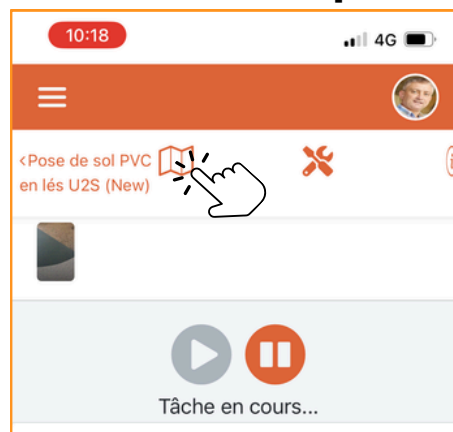 10:18
4G
<Pose de sol PVC
en lés U2S (New)
Tâche en cours...